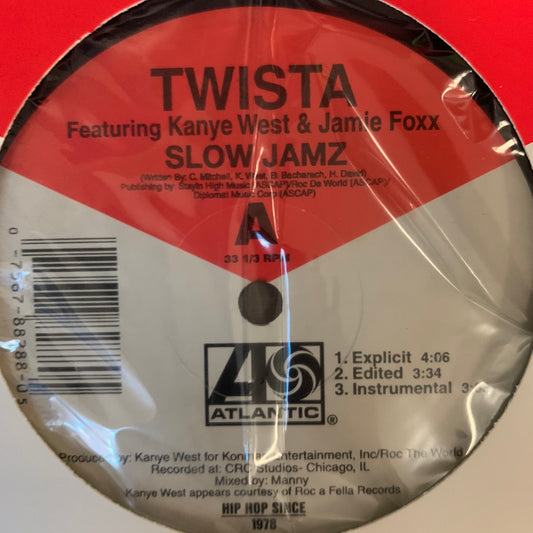 TWISTA
Featuring Kanye West & Jamie Foxx
SLOW JAMZ
(Written By: C. Mitchell, K. West, B. Bacharach, H. David)
Publishing by: Stayin High Music (ASCAP)/Roc Da World (ASCAP)/
Diplomat Music Corp (ASCAP)
A
33 1/3 RPM
0 -7567-88288-0 5
1. Explicit 4:06
2. Edited 3:34
3. Instrumental
ATLANTIC®
Produced by: Kanye West for Konman Entertainment, Inc/Roc The World
Recorded at: CRC Studios- Chicago, IL
Mixed by: Manny
Kanye West appears courtesy of Roc a Fella Records
HIP HOP SINCE
1978